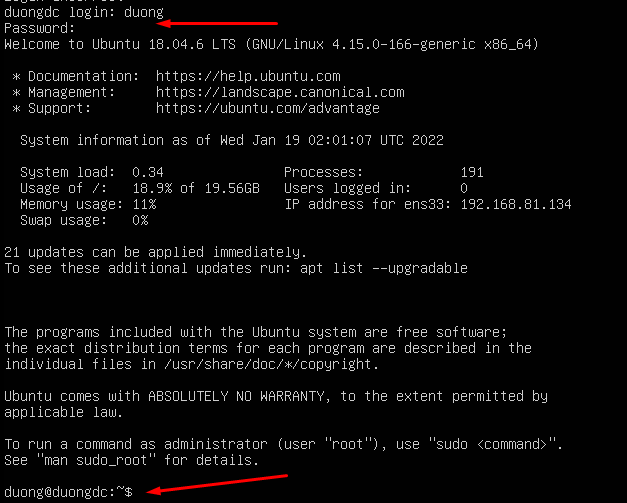 duongdc login: duong
Password:
Welcome to Ubuntu 18.04.6 LTS (GNU/Linux 4.15.0-166-generic x86_64)
* Documentation:  https://help.ubuntu.com
* Management:     https://landscape.canonical.com
* Support:        https://ubuntu.com/advantage
System information as of Wed Jan 19 02:01:07 UTC 2022
System load:  0.34               Processes:            191
Usage of /:   18.9% of 19.56GB   Users logged in:      0
Memory usage: 11%                IP address for ens33: 192.168.81.134
Swap usage:   0%
21 updates can be applied immediately.
To see these additional updates run: apt list --upgradable
The programs included with the Ubuntu system are free software;
the exact distribution terms for each program are described in the
individual files in /usr/share/doc/*/copyright.
Ubuntu comes with ABSOLUTELY NO WARRANTY, to the extent permitted by
applicable law.
To run a command as administrator (user "root"), use "sudo <command>".
See "man sudo_root" for details.
duong@duongdc:~$